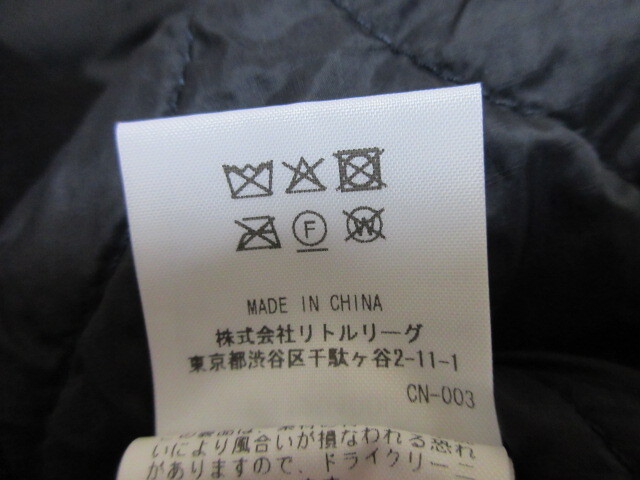 F W
MADE IN CHINA
株式会社リトルリーグ
東京都渋谷区千駄ヶ谷2-11-1
CN-003
いにより風合いが損なわれる恐れ
がありますので、ドライクリーニ